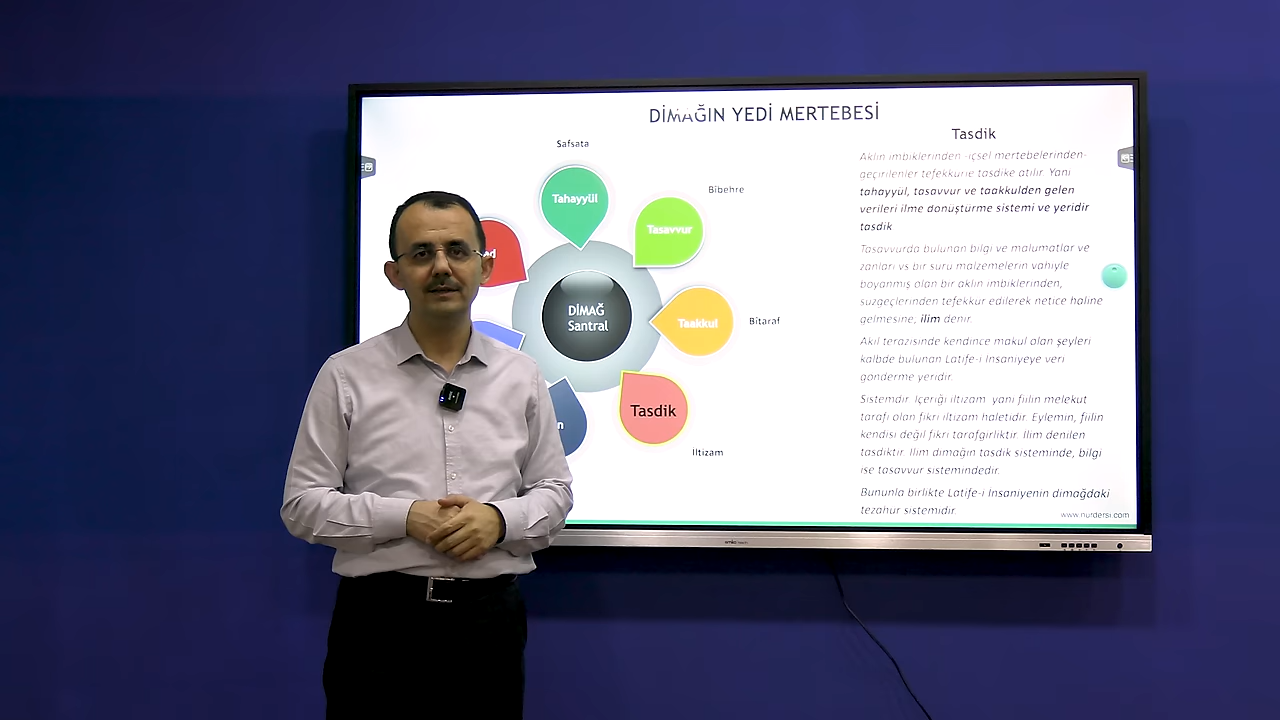 DİMAĞIN YEDİ MERTEBESİ
Safsata
Tahayyül
Bibehre
Tasavvur
ed
DİMAĞ
Santral
Taakkul
Bitaraf
Tasdik
n
İltizam
Tasdik
Aklın imbiklerinden -içsel mertebelerinden-
geçirilenler tefekkürle tasdike atılır. Yani
tahayyül, tasavvur ve taakkulden gelen
verileri ilme dönüştürme sistemi ve yeridir
tasdik
Tasavvurda bulunan bilgi ve malumatlar ve
zanları vs bir sürü malzemelerin vahiyle
boyanmış olan bir aklın imbiklerinden,
süzgeçlerinden tefekkür edilerek netice haline
gelmesine, ilim denir.
Akıl terazisinde kendince makul olan şeyleri
kalbde bulunan Latife-i İnsaniyeye veri
gönderme yeridir.
Sistemdir. İçeriği iltizam yani fiilin melekut
tarafı olan fikri iltizam haletidir. Eylemin, fiilin
kendisi değil fikri tarafgirliktir. İlim denilen
tasdiktir. İlim dimağın tasdik sisteminde, bilgi
ise tasavvur sistemindedir.
Bununla birlikte Latife-i İnsaniyenin dimağdaki
tezahür sistemidir.
www.nurdersi.com